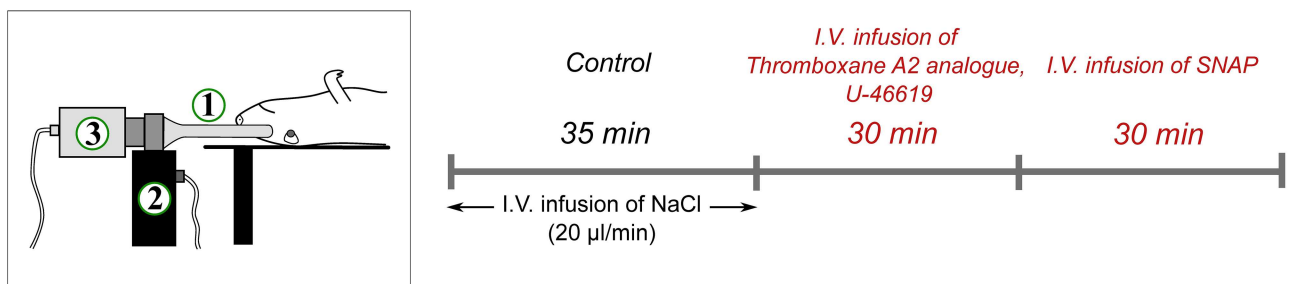 1
3
2
Control
35 min
I.V. infusion of
Thromboxane A2 analogue,
U-46619
30 min
I.V. infusion of SNAP
30 min
I.V. infusion of NaCl
(20 µl/min)